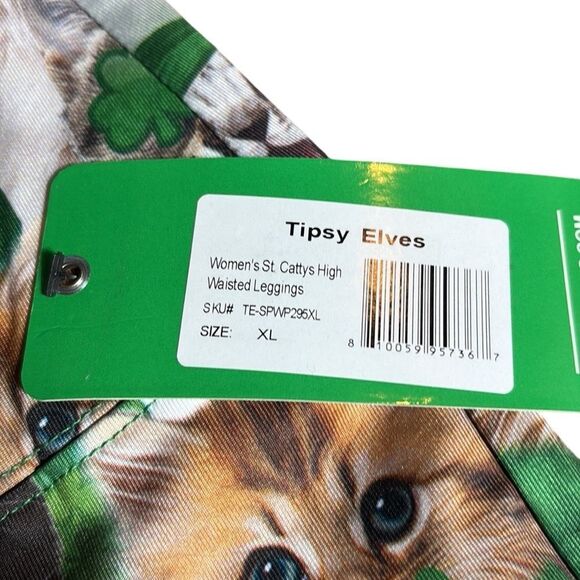 Tipsy Elves
Women's St. Cattys High
Waisted Leggings
SKU# TE-SPWP295XL
SIZE: XL
8 10059 95736 7